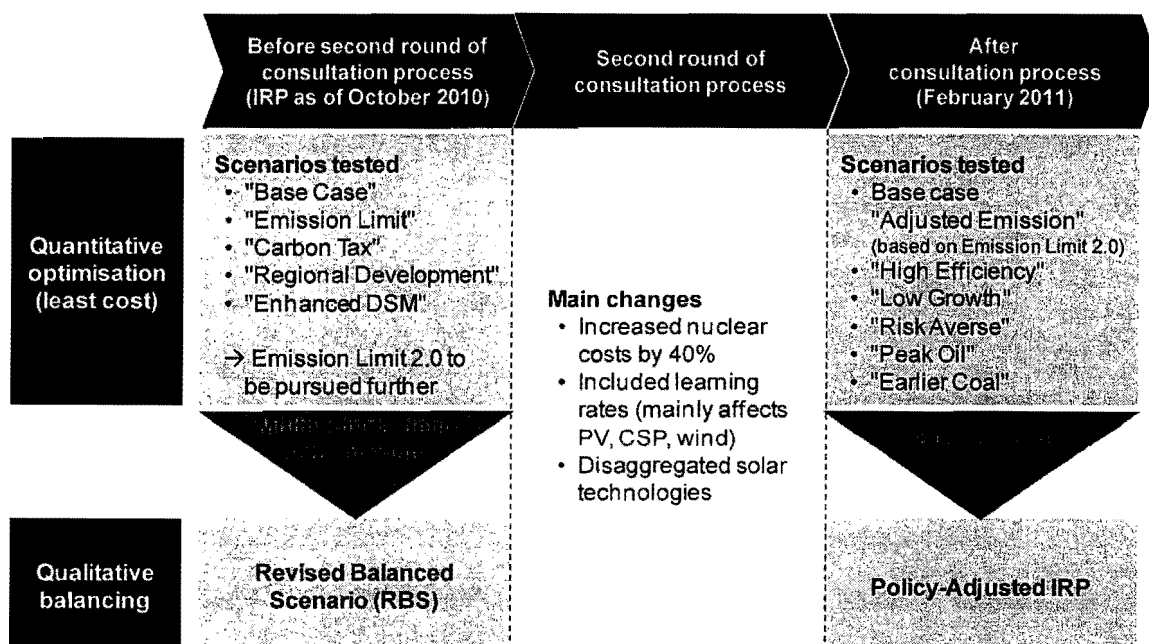 Before second round of
consultation process
(IRP as of October 2010)
Second round of
consultation process
After
consultation process
(February 2011)
Quantitative
optimisation
(least cost)
Scenarios tested
• "Base Case"
• "Emission Limit"
• "Carbon Tax"
• "Regional Development"
• "Enhanced DSM"
→ Emission Limit 2.0 to
be pursued further
Main changes
• Increased nuclear
costs by 40%
• Included learning
rates (mainly affects
PV, CSP, wind)
• Disaggregated solar
technologies
Scenarios tested
• Base case
"Adjusted Emission"
(based on Emission Limit 2.0)
• "High Efficiency"
• "Low Growth"
• "Risk Averse"
• "Peak Oil"
• "Earlier Coal"
Qualitative
balancing
Revised Balanced
Scenario (RBS)
Policy-Adjusted IRP